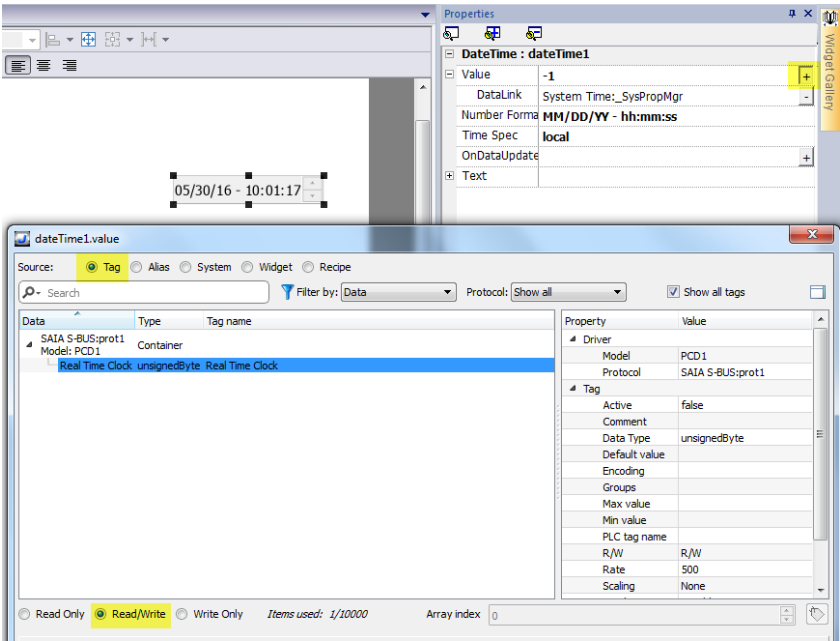 Properties
DateTime : dateTime1
Value -1 +
DataLink System Time:_SysPropMgr -
Number Forma MM/DD/YY - hh:mm:ss
Time Spec local
OnDataUpdate +
Text
Widget Gallery
05/30/16 - 10:01:17
dateTime1.value
Source: Tag Alias System Widget Recipe
Search Filter by: Data Protocol: Show all Show all tags
Data Type Tag name
SAIA S-BUS:prot1
Model: PCD1 Container
Real Time Clock unsignedByte Real Time Clock
Property Value
Driver
Model PCD1
Protocol SAIA S-BUS:prot1
Tag
Active false
Comment
Data Type unsignedByte
Default value
Encoding
Groups
Max value
Min value
PLC tag name
R/W R/W
Rate 500
Scaling None
Read Only Read/Write Write Only Items used: 1/10000 Array index 0